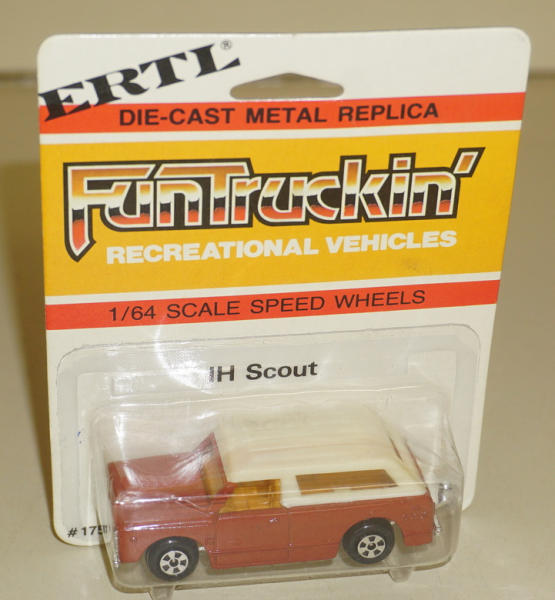 ERTL®
DIE-CAST METAL REPLICA
FunTruckin'
RECREATIONAL VEHICLES
1/64 SCALE SPEED WHEELS
IH Scout